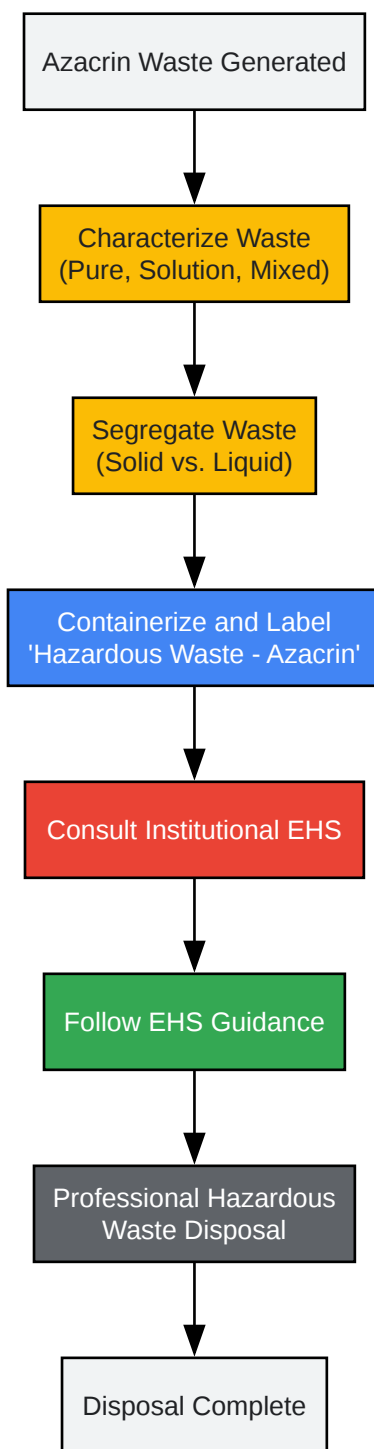 Azacrin Waste Generated
Characterize Waste
(Pure, Solution, Mixed)
Segregate Waste
(Solid vs. Liquid)
Containerize and Label
'Hazardous Waste - Azacrin'
Consult Institutional EHS
Follow EHS Guidance
Professional Hazardous
Waste Disposal
Disposal Complete